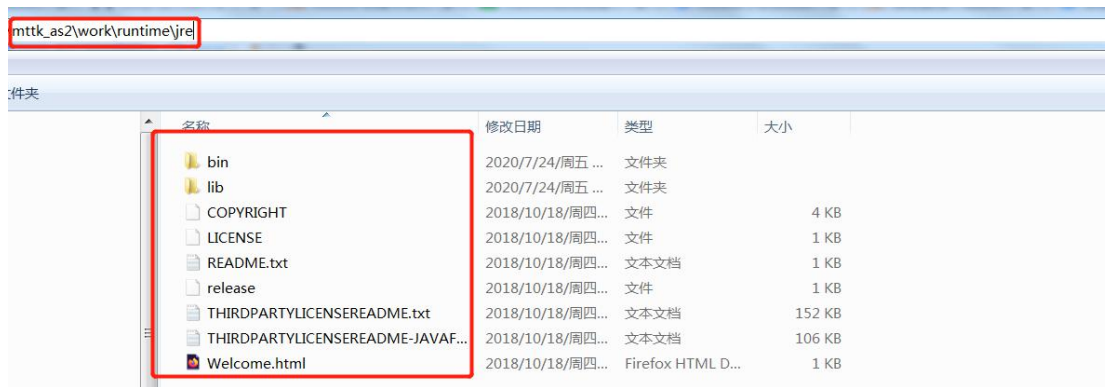 mttk_as2\work\runtime\jre
文件夹
名称 修改日期 类型 大小
bin 2020/7/24/周五 ... 文件夹
lib 2020/7/24/周五 ... 文件夹
COPYRIGHT 2018/10/18/周四... 文件 4 KB
LICENSE 2018/10/18/周四... 文件 1 KB
README.txt 2018/10/18/周四... 文本文档 1 KB
release 2018/10/18/周四... 文件 1 KB
THIRDPARTYLICENSEREADME.txt 2018/10/18/周四... 文本文档 152 KB
THIRDPARTYLICENSEREADME-JAVAF... 2018/10/18/周四... 文本文档 106 KB
Welcome.html 2018/10/18/周四... Firefox HTML D... 1 KB